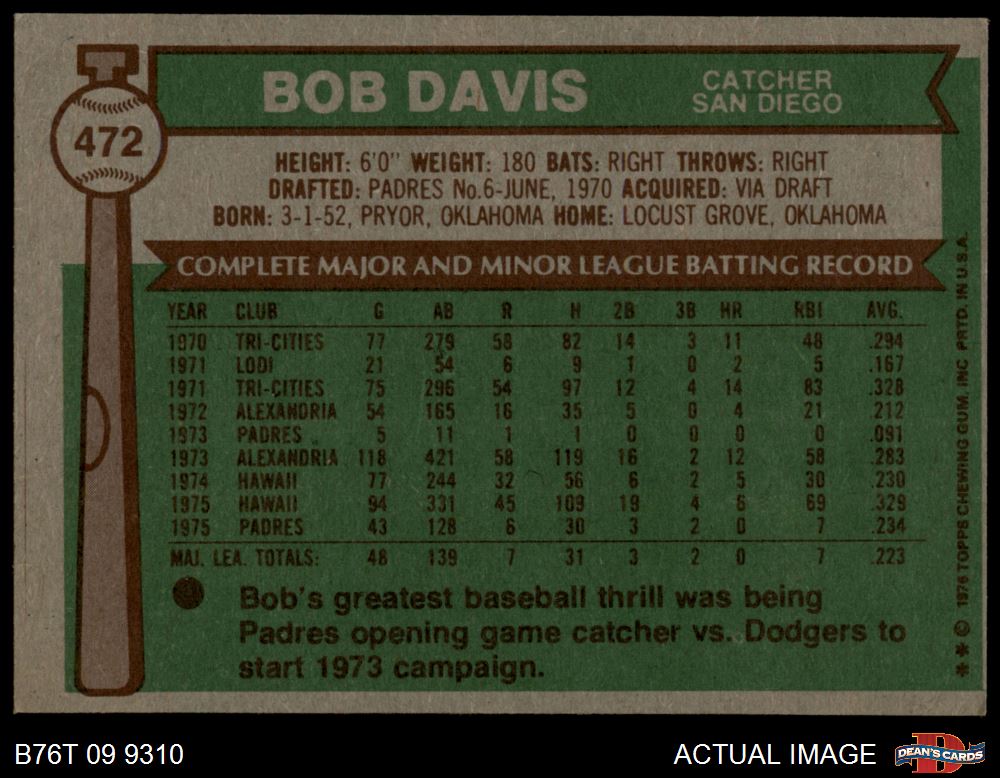 BOB DAVIS CATCHER
SAN DIEGO
472
HEIGHT: 6'0" WEIGHT: 180 BATS: RIGHT THROWS: RIGHT
DRAFTED: PADRES No.6-JUNE, 1970 ACQUIRED: VIA DRAFT
BORN: 3-1-52, PRYOR, OKLAHOMA HOME: LOCUST GROVE, OKLAHOMA
COMPLETE MAJOR AND MINOR LEAGUE BATTING RECORD
YEAR CLUB G AB R H 2B 3B HR RBI AVG.
1970 TRI-CITIES 77 279 58 82 14 3 11 48 .294
1971 LODI 21 54 6 9 1 0 2 5 .167
1971 TRI-CITIES 75 296 54 97 12 4 14 83 .328
1972 ALEXANDRIA 54 165 16 35 5 0 4 21 .212
1973 PADRES 5 11 1 1 0 0 0 0 .091
1973 ALEXANDRIA 118 421 58 119 16 2 12 58 .283
1974 HAWAII 77 244 32 56 6 2 5 30 .230
1975 HAWAII 94 331 45 109 19 4 6 69 .329
1975 PADRES 43 128 6 30 3 2 0 7 .234
MAJ. LEA. TOTALS: 48 139 7 31 3 2 0 7 .223
Bob's greatest baseball thrill was being
Padres opening game catcher vs. Dodgers to
start 1973 campaign.
** © 1976 TOPPS CHEWING GUM, INC PRTD. IN U.S.A.
B76T 09 9310 ACTUAL IMAGE
D
DEAN'S CARDS